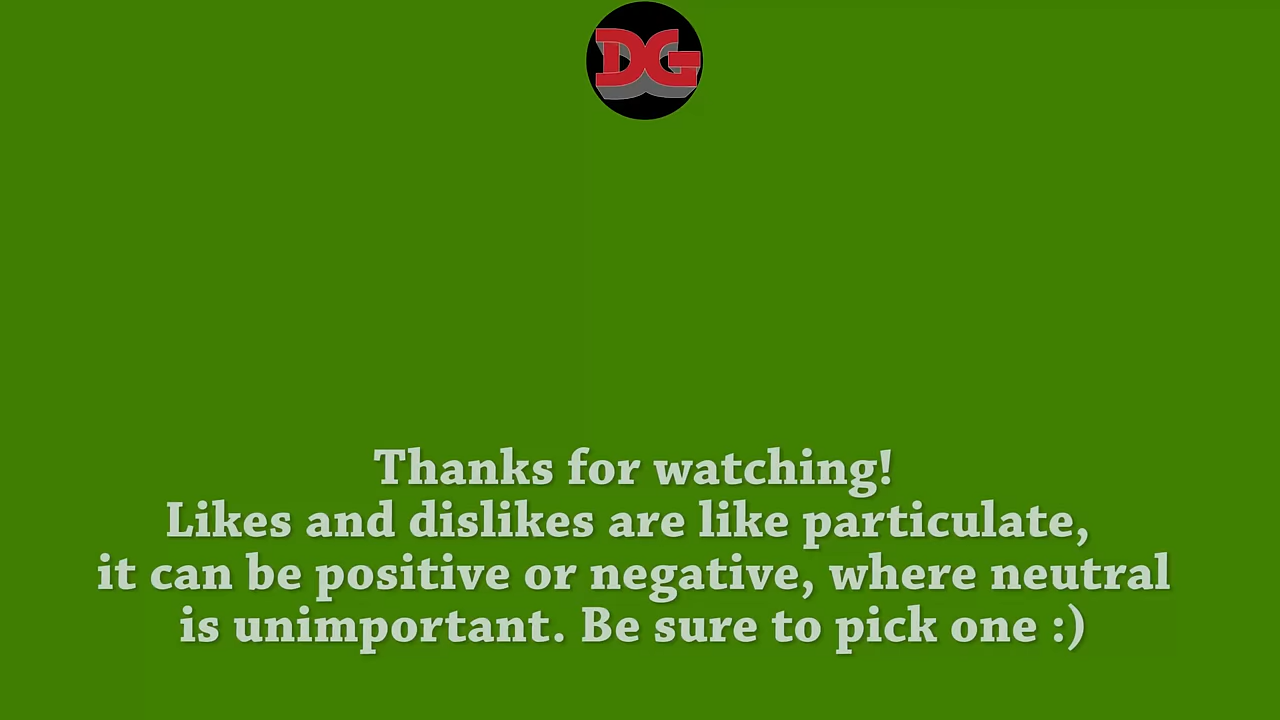 DG
Thanks for watching!
Likes and dislikes are like particulate,
it can be positive or negative, where neutral
is unimportant. Be sure to pick one :)